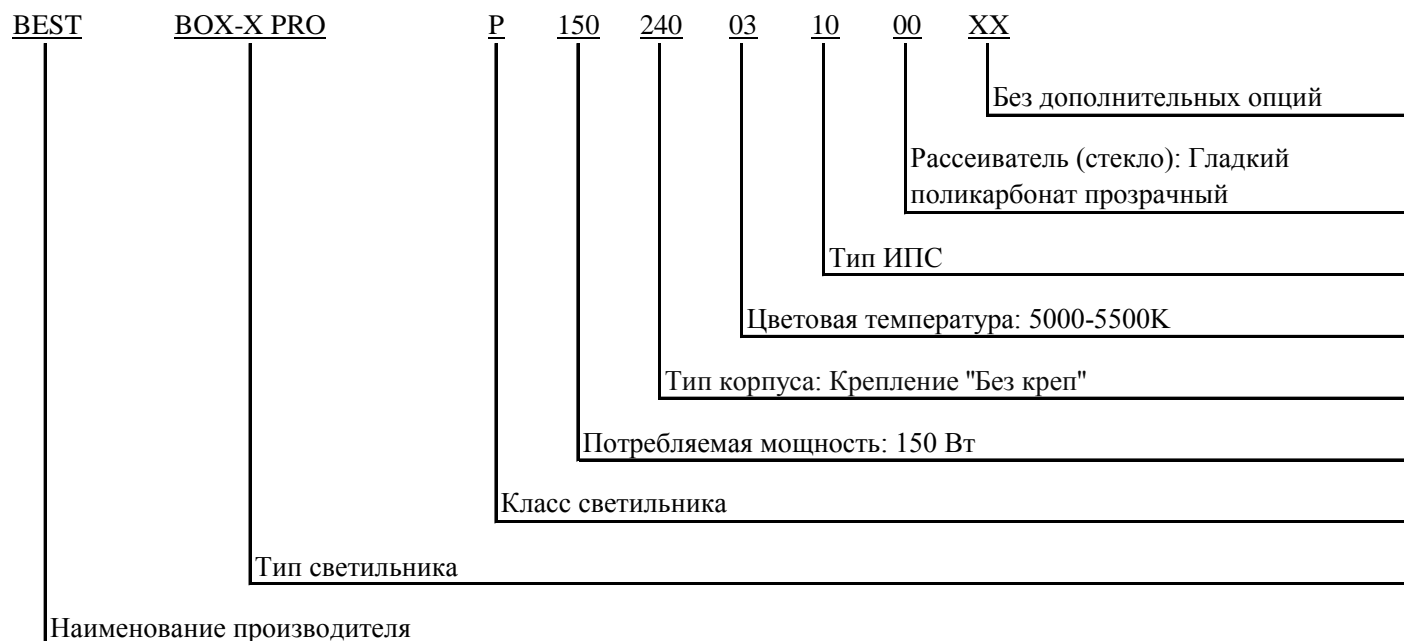 BEST BOX-X PRO P 150 240 03 10 00 XX
Без дополнительных опций
Рассеиватель (стекло): Гладкий
поликарбонат прозрачный
Тип ИПС
Цветовая температура: 5000-5500К
Тип корпуса: Крепление "Без креп"
Потребляемая мощность: 150 Вт
Класс светильника
Тип светильника
Наименование производителя